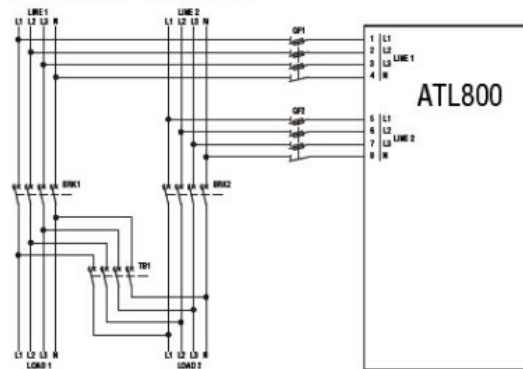 LINE 1
L1 L2 L3 N
LINE 2
L1 L2 L3 N
QF1
1 L1
2 L2
3 L3
4 N
LINE 1
ATL800
QF2
5 L1
6 L2
7 L3
8 N
LINE 2
BRK1
BRK2
TB1
L1 L2 L3 N
LOAD 1
L1 L2 L3 N
LOAD 2